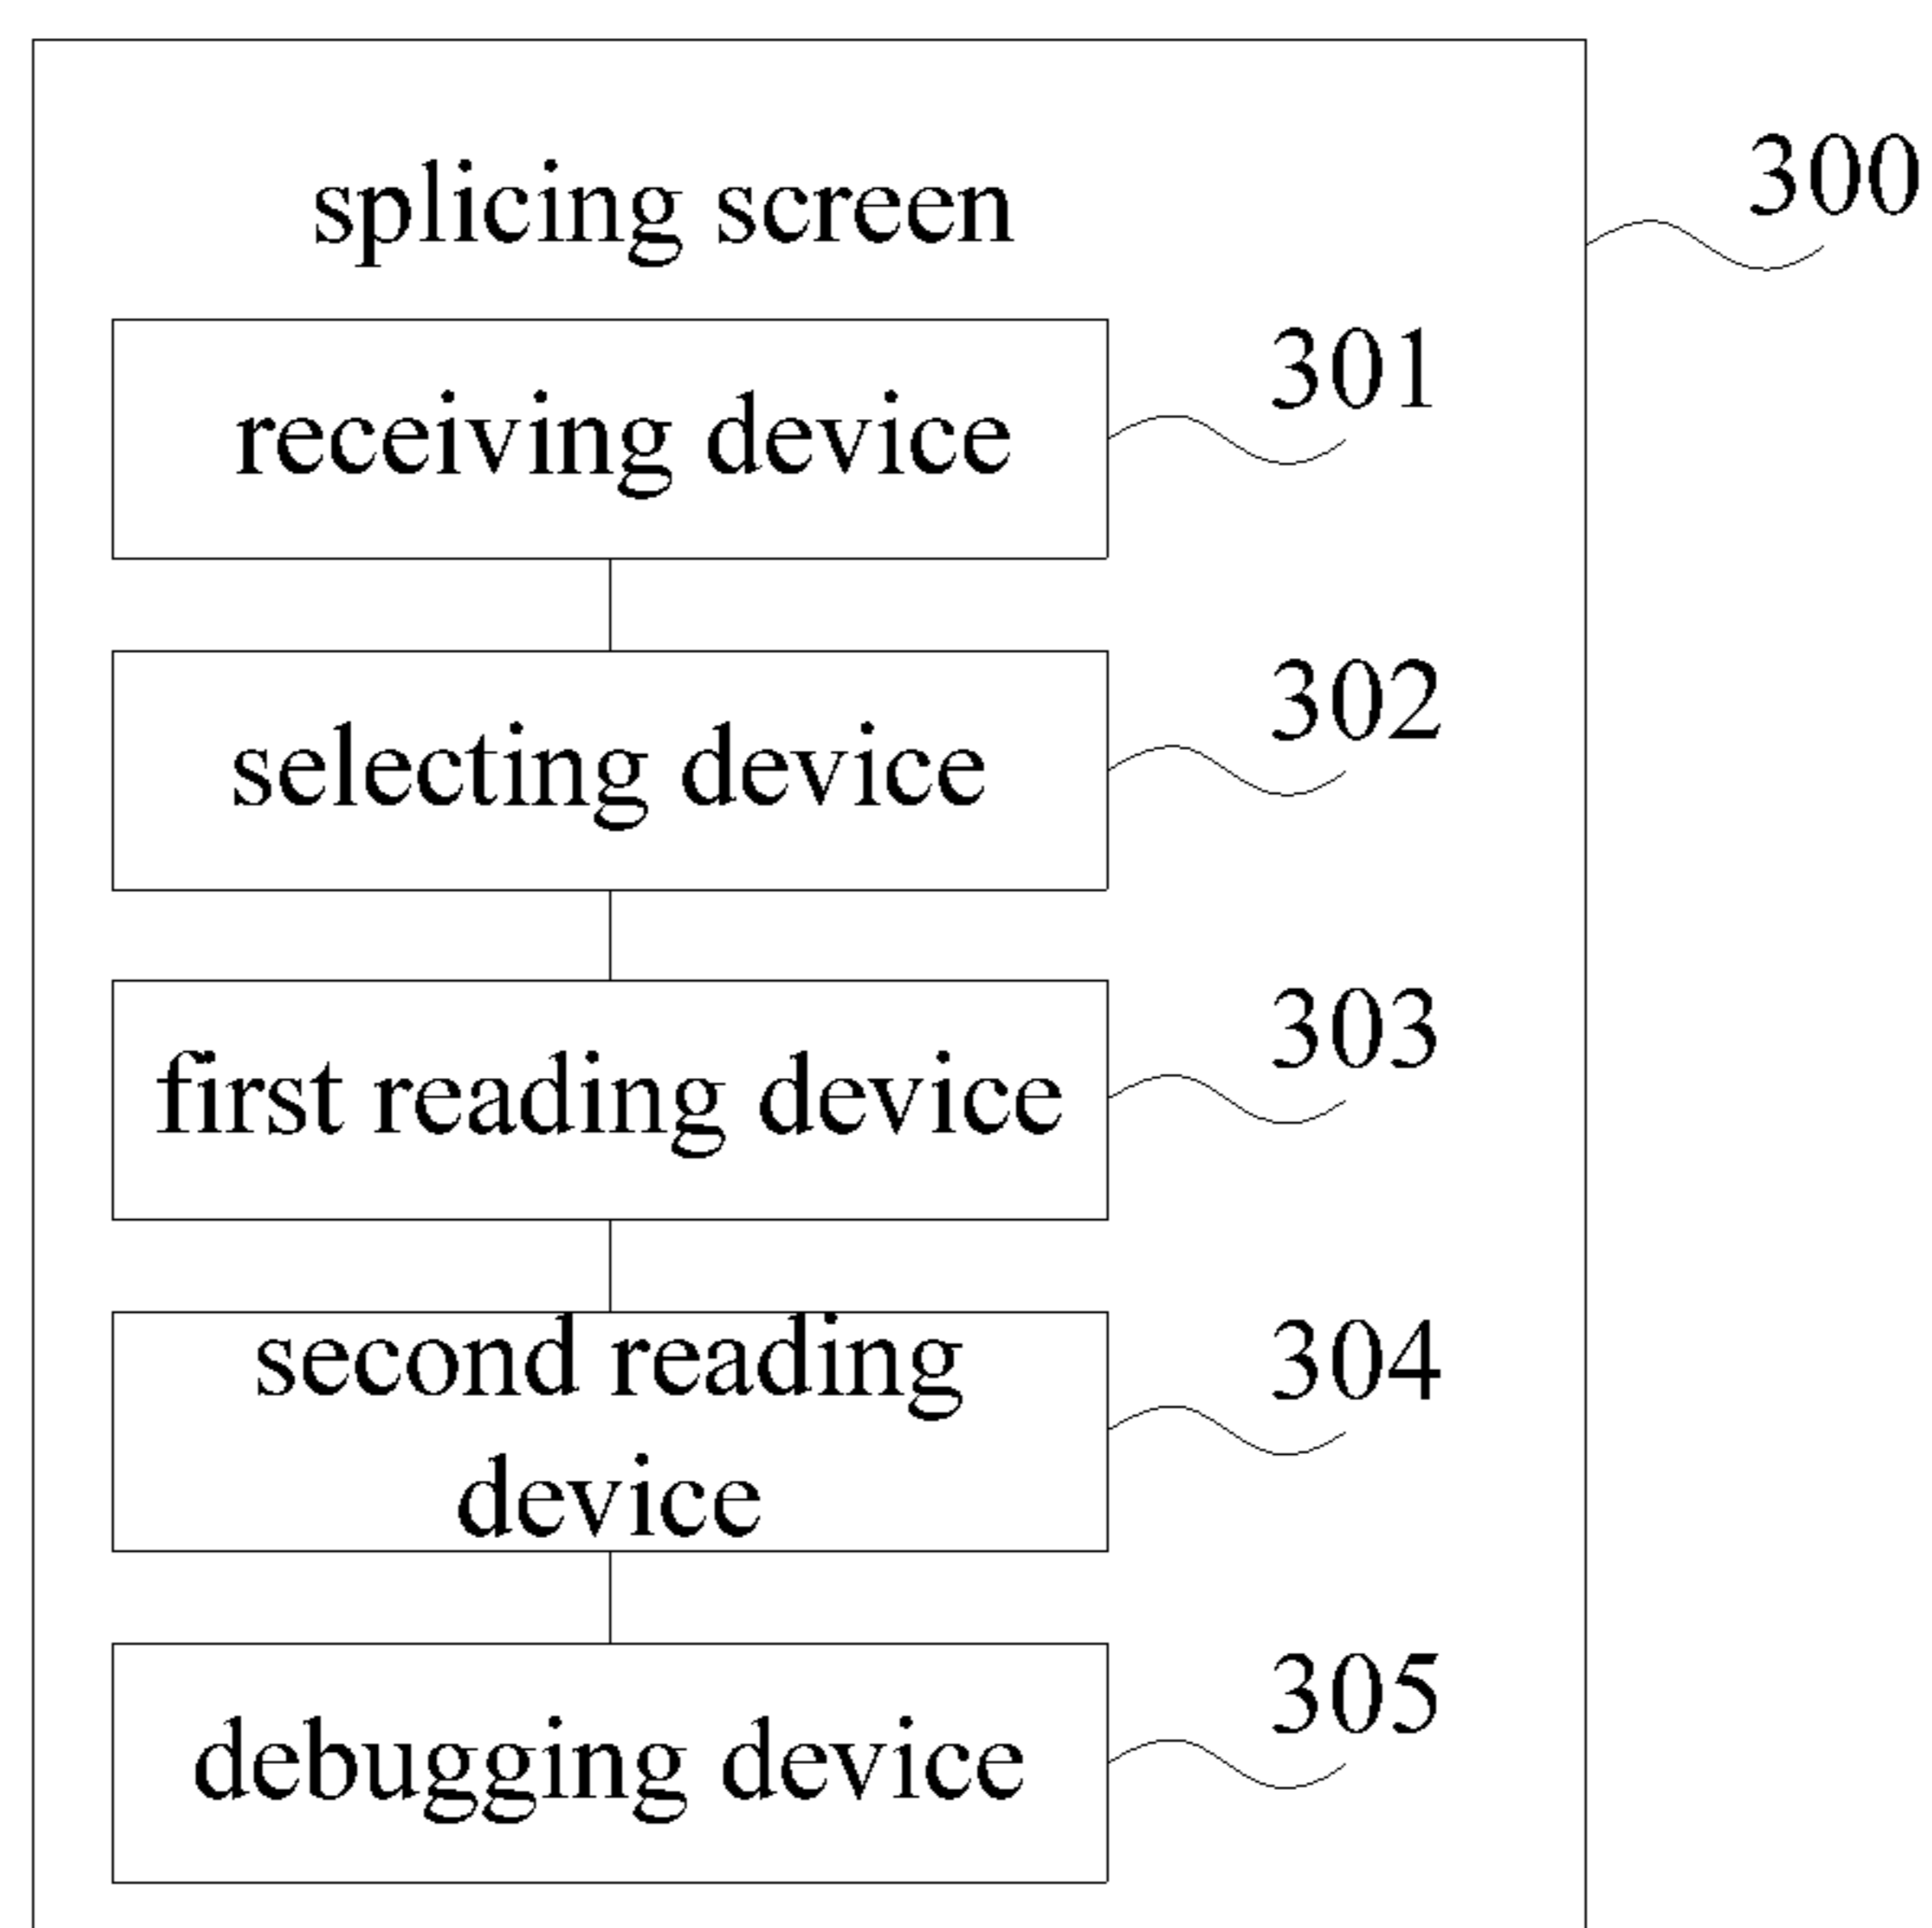 splicing screen
300
receiving device
301
selecting device
302
first reading device
303
second reading
device
304
debugging device
305